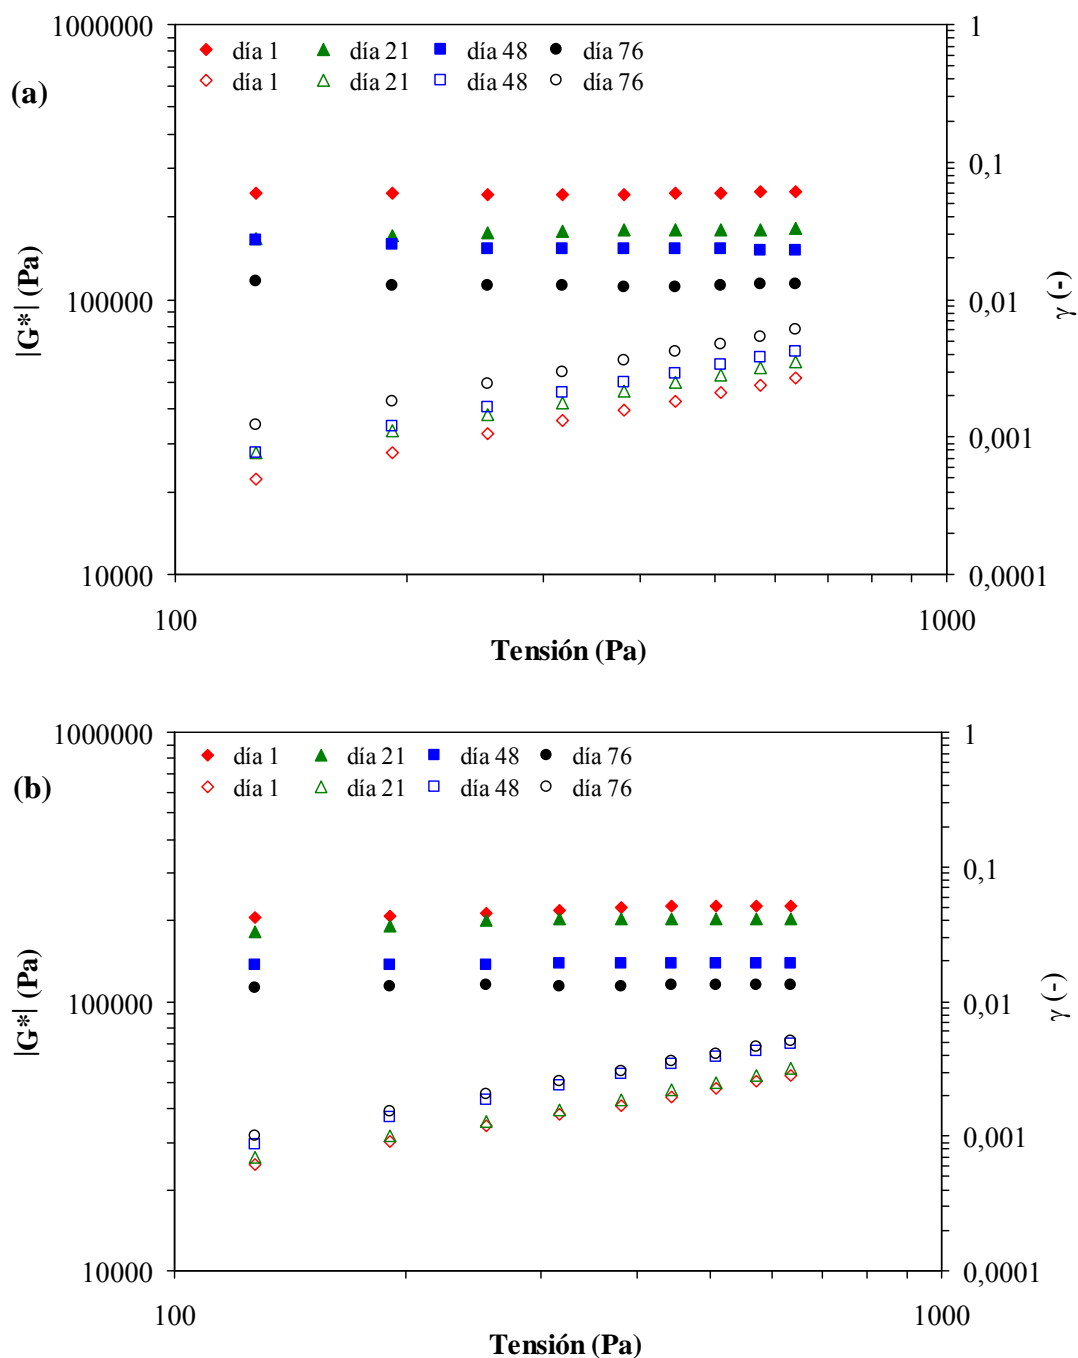 1000000
1
día 1
día 21
día 48
día 76
día 1
día 21
día 48
día 76
(a)
0,1
|G*| (Pa)
100000
0,01
γ (-)
0,001
10000
0,0001
100
1000
Tensión (Pa)
1000000
1
día 1
día 21
día 48
día 76
día 1
día 21
día 48
día 76
(b)
0,1
|G*| (Pa)
100000
0,01
γ (-)
0,001
10000
0,0001
100
1000
Tensión (Pa)